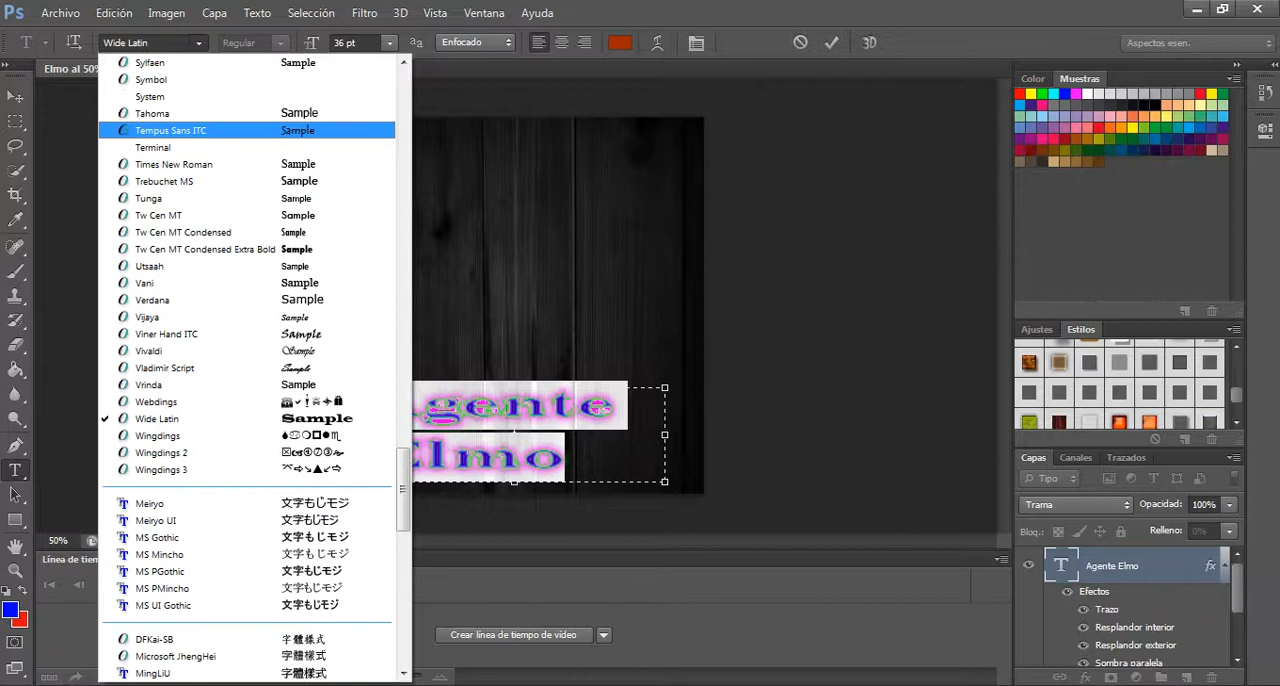 Ps Archivo Edición Imagen Capa Texto Selección Filtro 3D Vista Ventana Ayuda
T Wide Latin Regular 36 pt aa Enfocado 3D Aspectos esen.
Elmo al 50%
Sylfaen Sample
Symbol
System
Tahoma Sample
Tempus Sans ITC Sample
Terminal
Times New Roman Sample
Trebuchet MS Sample
Tunga Sample
Tw Cen MT Sample
Tw Cen MT Condensed Sample
Tw Cen MT Condensed Extra Bold Sample
Utsaah Sample
Vani Sample
Verdana Sample
Vijaya Sample
Viner Hand ITC Sample
Vivaldi Sample
Vladimir Script Sample
Vrinda Sample
Webdings
Wide Latin Sample
Wingdings
Wingdings 2
Wingdings 3
Meiryo 文字もじモジ
Meiryo UI 文字もじモジ
MS Gothic 文字もじモジ
MS Mincho 文字もじモジ
MS PGothic 文字もじモジ
MS PMincho 文字もじモジ
MS UI Gothic 文字もじモジ
DFKai-SB 字體樣式
Microsoft JhengHei 字體樣式
MingLiU 字體樣式
Agente
Elmo
50%
Línea de tiem
Crear línea de tiempo de vídeo
Color Muestras
Ajustes Estilos
Capas Canales Trazados
Tipo
Trama Opacidad: 100%
Bloq.: Relleno: 0%
T Agente Elmo fx
Efectos
Trazo
Resplandor interior
Resplandor exterior
Sombra paralela
fx